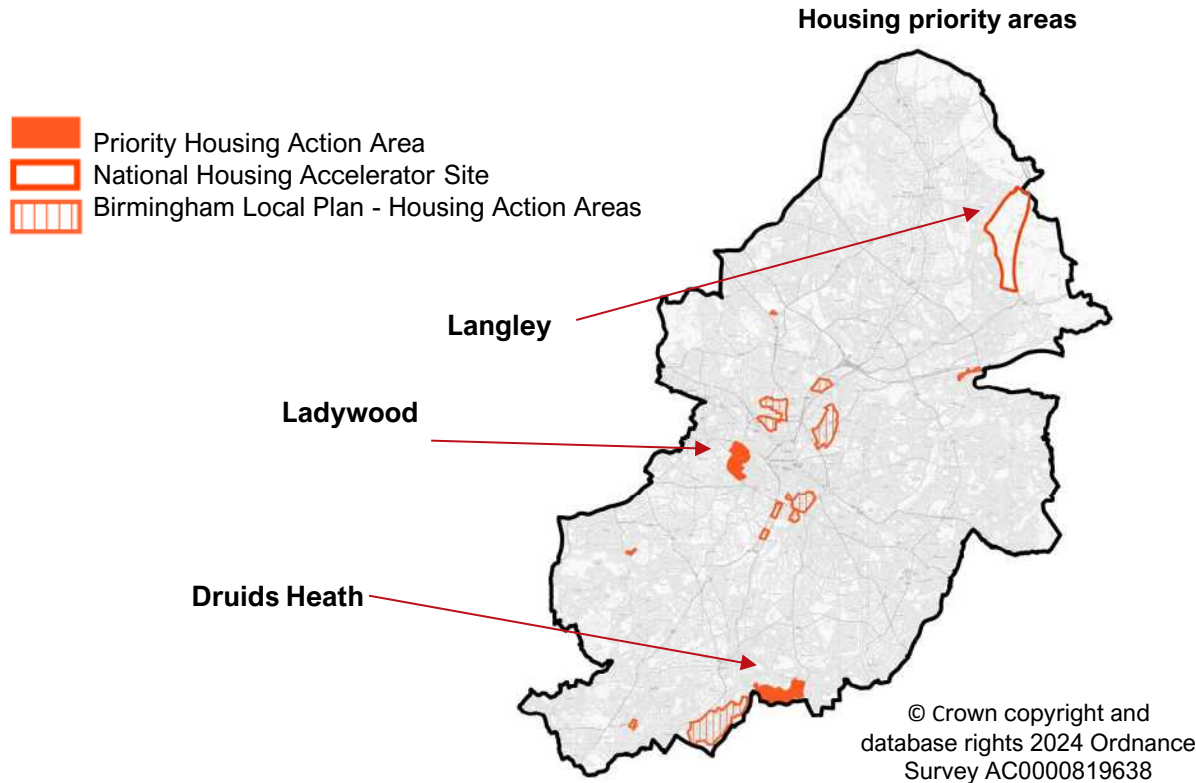 Housing priority areas
Priority Housing Action Area
National Housing Accelerator Site
Birmingham Local Plan - Housing Action Areas
Langley
Ladywood
Druids Heath
© Crown copyright and
database rights 2024 Ordnance
Survey AC0000819638